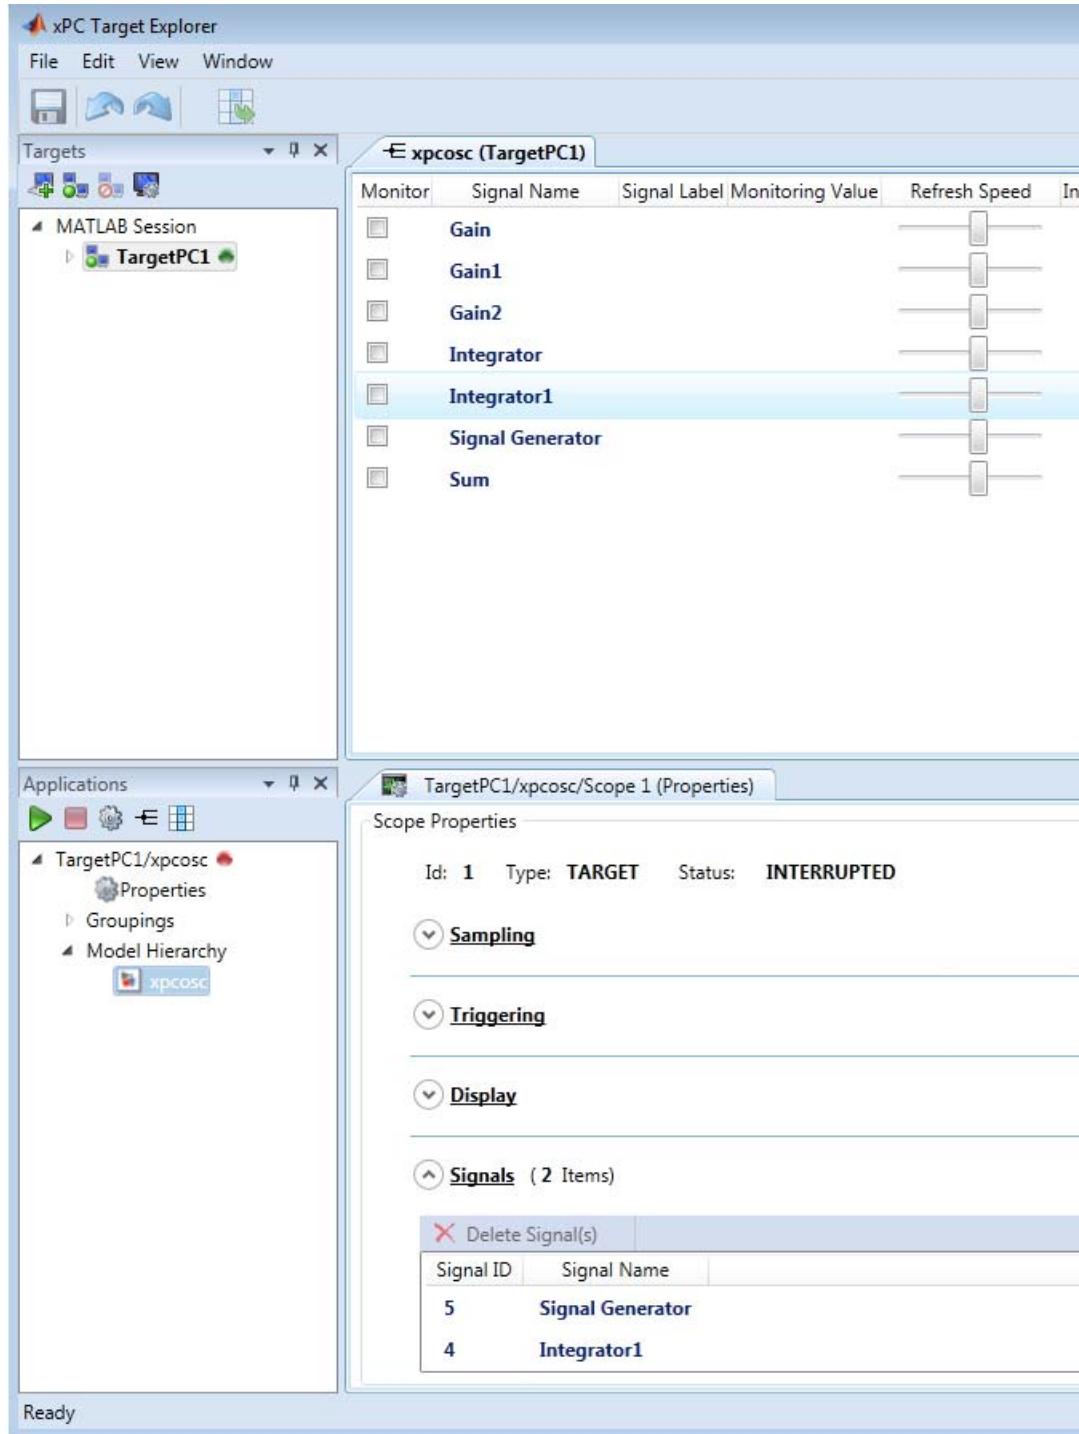 xPC Target Explorer
File Edit View Window
Targets
MATLAB Session
TargetPC1
xpcosc (TargetPC1)
Monitor Signal Name Signal Label Monitoring Value Refresh Speed In
Gain
Gain1
Gain2
Integrator
Integrator1
Signal Generator
Sum
Applications
TargetPC1/xpcosc
Properties
Groupings
Model Hierarchy
xpcosc
TargetPC1/xpcosc/Scope 1 (Properties)
Scope Properties
Id: 1 Type: TARGET Status: INTERRUPTED
Sampling
Triggering
Display
Signals ( 2 Items)
Delete Signal(s)
Signal ID Signal Name
5 Signal Generator
4 Integrator1
Ready